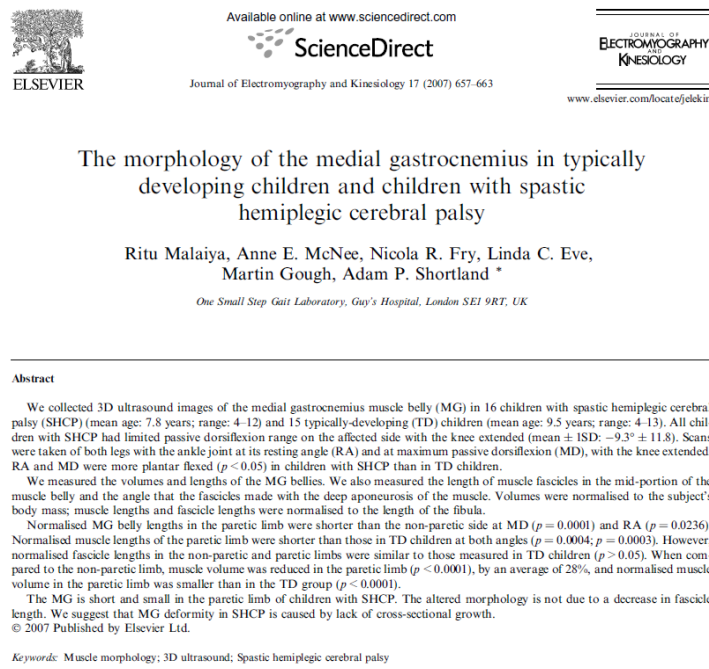 Available online at www.sciencedirect.com
ScienceDirect
ELSEVIER
Journal of Electromyography and Kinesiology 17 (2007) 657–663
JOURNAL OF
ELECTROMYOGRAPHY
AND
KINESIOLOGY
www.elsevier.com/locate/jelekin
The morphology of the medial gastrocnemius in typically
developing children and children with spastic
hemiplegic cerebral palsy
Ritu Malaiya, Anne E. McNee, Nicola R. Fry, Linda C. Eve,
Martin Gough, Adam P. Shortland *
One Small Step Gait Laboratory, Guy's Hospital, London SE1 9RT, UK
Abstract
We collected 3D ultrasound images of the medial gastrocnemius muscle belly (MG) in 16 children with spastic hemiplegic cerebra
palsy (SHCP) (mean age: 7.8 years; range: 4–12) and 15 typically-developing (TD) children (mean age: 9.5 years; range: 4–13). All chil
dren with SHCP had limited passive dorsiflexion range on the affected side with the knee extended (mean ± 1SD: −9.3° ± 11.8). Scans
were taken of both legs with the ankle joint at its resting angle (RA) and at maximum passive dorsiflexion (MD), with the knee extended
RA and MD were more plantar flexed (p < 0.05) in children with SHCP than in TD children.
We measured the volumes and lengths of the MG bellies. We also measured the length of muscle fascicles in the mid-portion of the
muscle belly and the angle that the fascicles made with the deep aponeurosis of the muscle. Volumes were normalised to the subject's
body mass; muscle lengths and fascicle lengths were normalised to the length of the fibula.
Normalised MG belly lengths in the paretic limb were shorter than the non-paretic side at MD (p = 0.0001) and RA (p = 0.0236)
Normalised muscle lengths of the paretic limb were shorter than those in TD children at both angles (p = 0.0004; p = 0.0003). However
normalised fascicle lengths in the non-paretic and paretic limbs were similar to those measured in TD children (p > 0.05). When com
pared to the non-paretic limb, muscle volume was reduced in the paretic limb (p < 0.0001), by an average of 28%, and normalised muscle
volume in the paretic limb was smaller than in the TD group (p < 0.0001).
The MG is short and small in the paretic limb of children with SHCP. The altered morphology is not due to a decrease in fascicle
length. We suggest that MG deformity in SHCP is caused by lack of cross-sectional growth.
© 2007 Published by Elsevier Ltd.
Keywords: Muscle morphology; 3D ultrasound; Spastic hemiplegic cerebral palsy